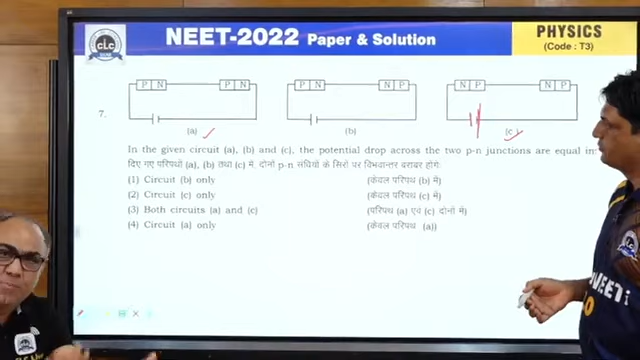 CLC
NEET-2022 Paper & Solution
PHYSICS
(Code : T3)
P N P N
P N N P
N P N P
7.
(a)
(b)
(c)
In the given circuit (a), (b) and (c), the potential drop across the two p-n junctions are equal in:
दिए गए परिपथों (a), (b) तथा (c) में, दोनों p-n संधियों के सिरों पर विभवान्तर बराबर होगे:
(1) Circuit (b) only (केवल परिपथ (b) में)
(2) Circuit (c) only (केवल परिपथ (c) में)
(3) Both circuits (a) and (c) (परिपथ (a) एवं (c) दोनों में)
(4) Circuit (a) only (केवल परिपथ (a))